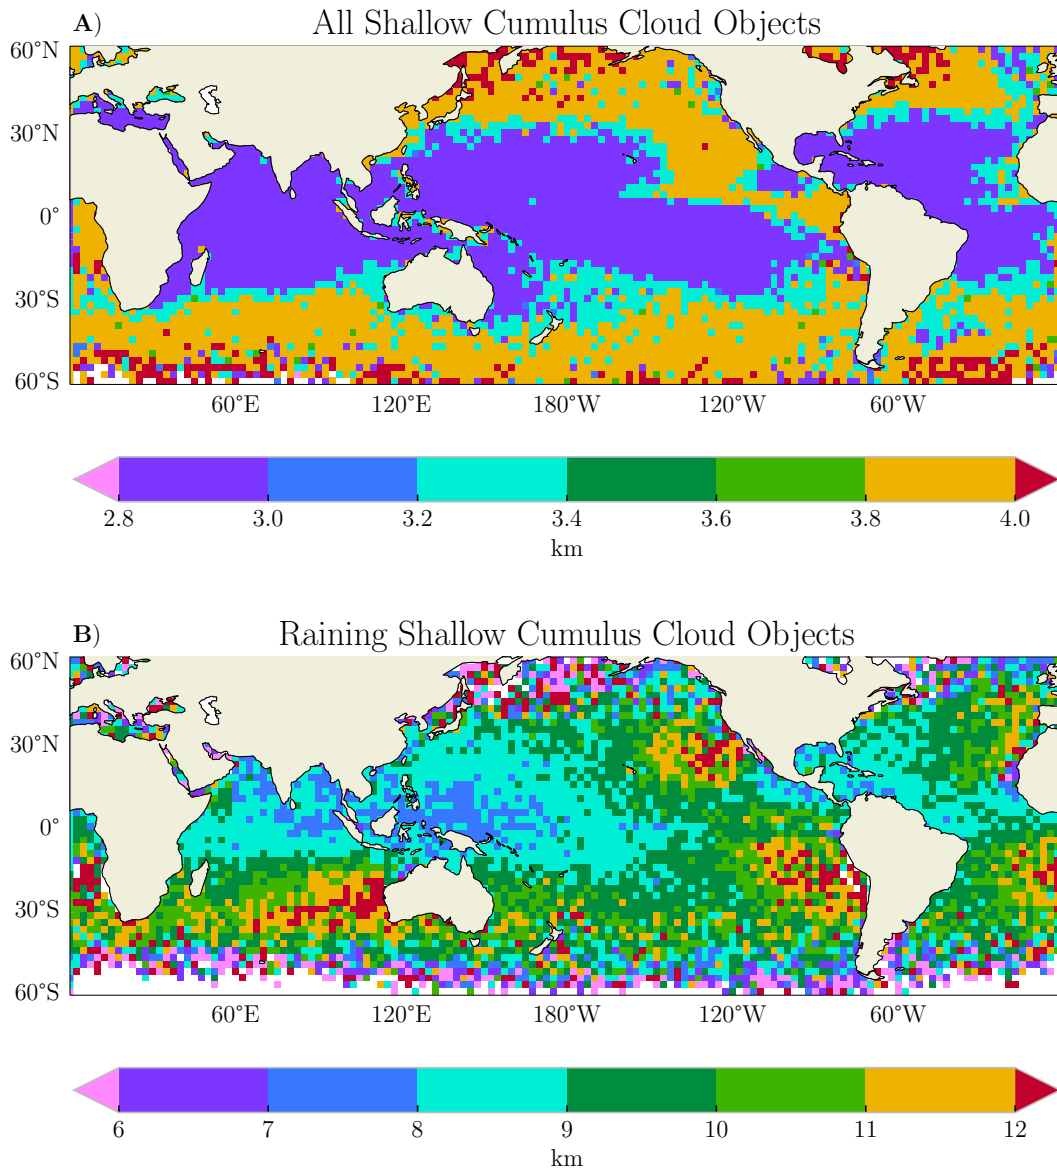 A)
All Shallow Cumulus Cloud Objects
60°N
30°N
0°
30°S
60°S
60°E 120°E 180°W 120°W 60°W
2.8 3.0 3.2 3.4 3.6 3.8 4.0
km
B)
Raining Shallow Cumulus Cloud Objects
60°N
30°N
0°
30°S
60°S
60°E 120°E 180°W 120°W 60°W
6 7 8 9 10 11 12
km